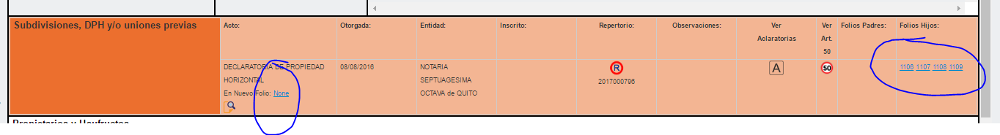 Subdivisiones, DPH y/o uniones previas
Acto: Otorgada: Entidad: Inscrito: Repertorio: Observaciones: Ver Aclaratorias Ver Art. 50 Folios Padres: Folios Hijos:
DECLARATORIA DE PROPIEDAD
HORIZONTAL
En Nuevo Folio: None
08/08/2016
NOTARIA
SEPTUAGESIMA
OCTAVA de QUITO
R
2017000796
A
50
1106 1107 1108 1109
Propietarios y Usufructos